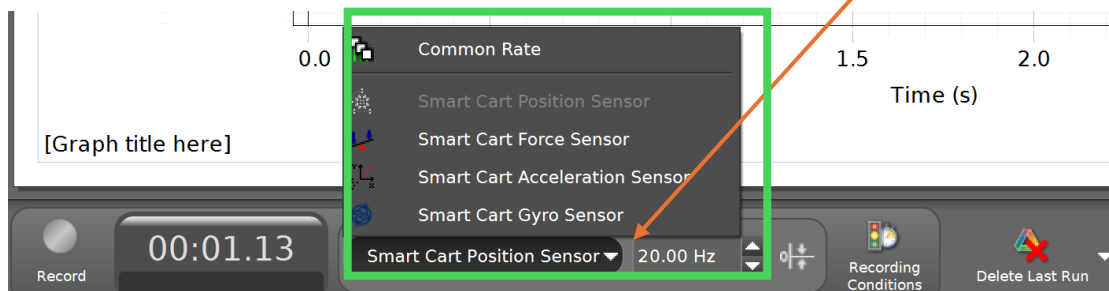 Common Rate
0.0
1.5
2.0
Smart Cart Position Sensor
Time (s)
[Graph title here]
Smart Cart Force Sensor
Smart Cart Acceleration Sensor
Smart Cart Gyro Sensor
00:01.13
Smart Cart Position Sensor
20.00 Hz
Record
Recording
Conditions
Delete Last Run